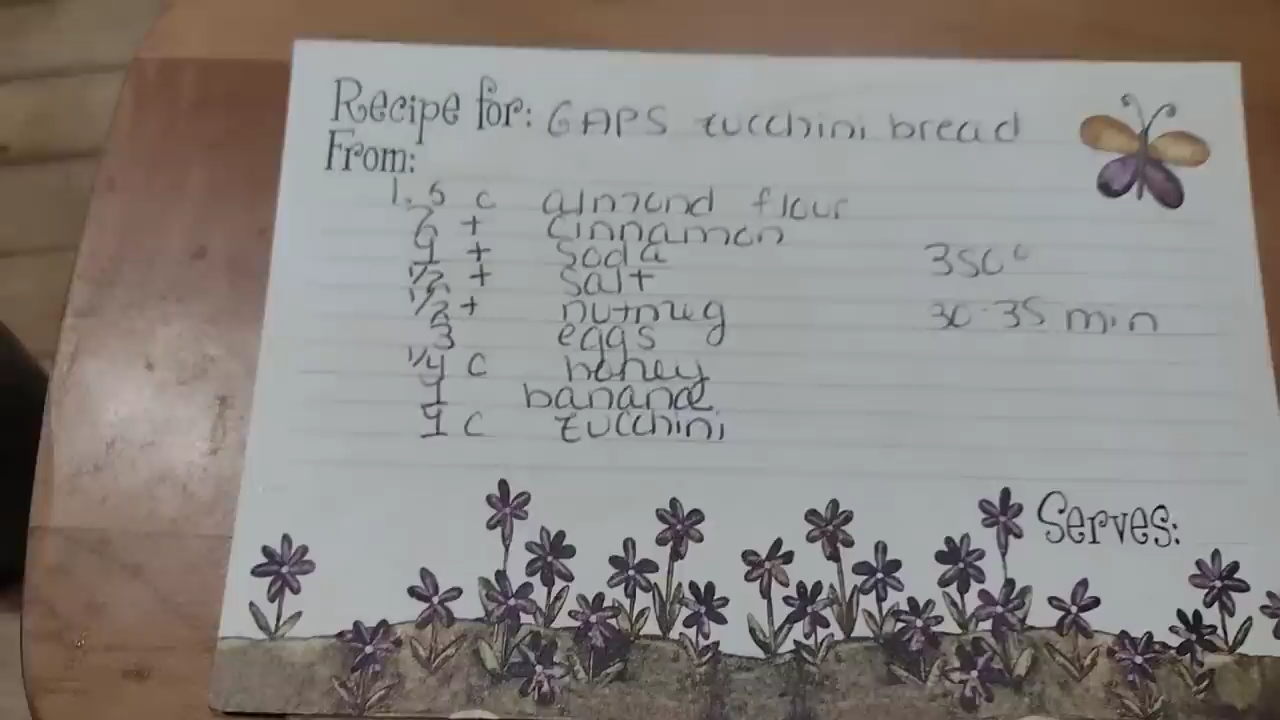 Recipe for: GAPS zucchini bread
From:
1.5 c almond flour
t cinnamon
1 t soda
1/2 t salt
1/2 t nutmeg
3 eggs
1/4 c honey
1 banana
1 c zucchini
350°
30-35 min
Serves: